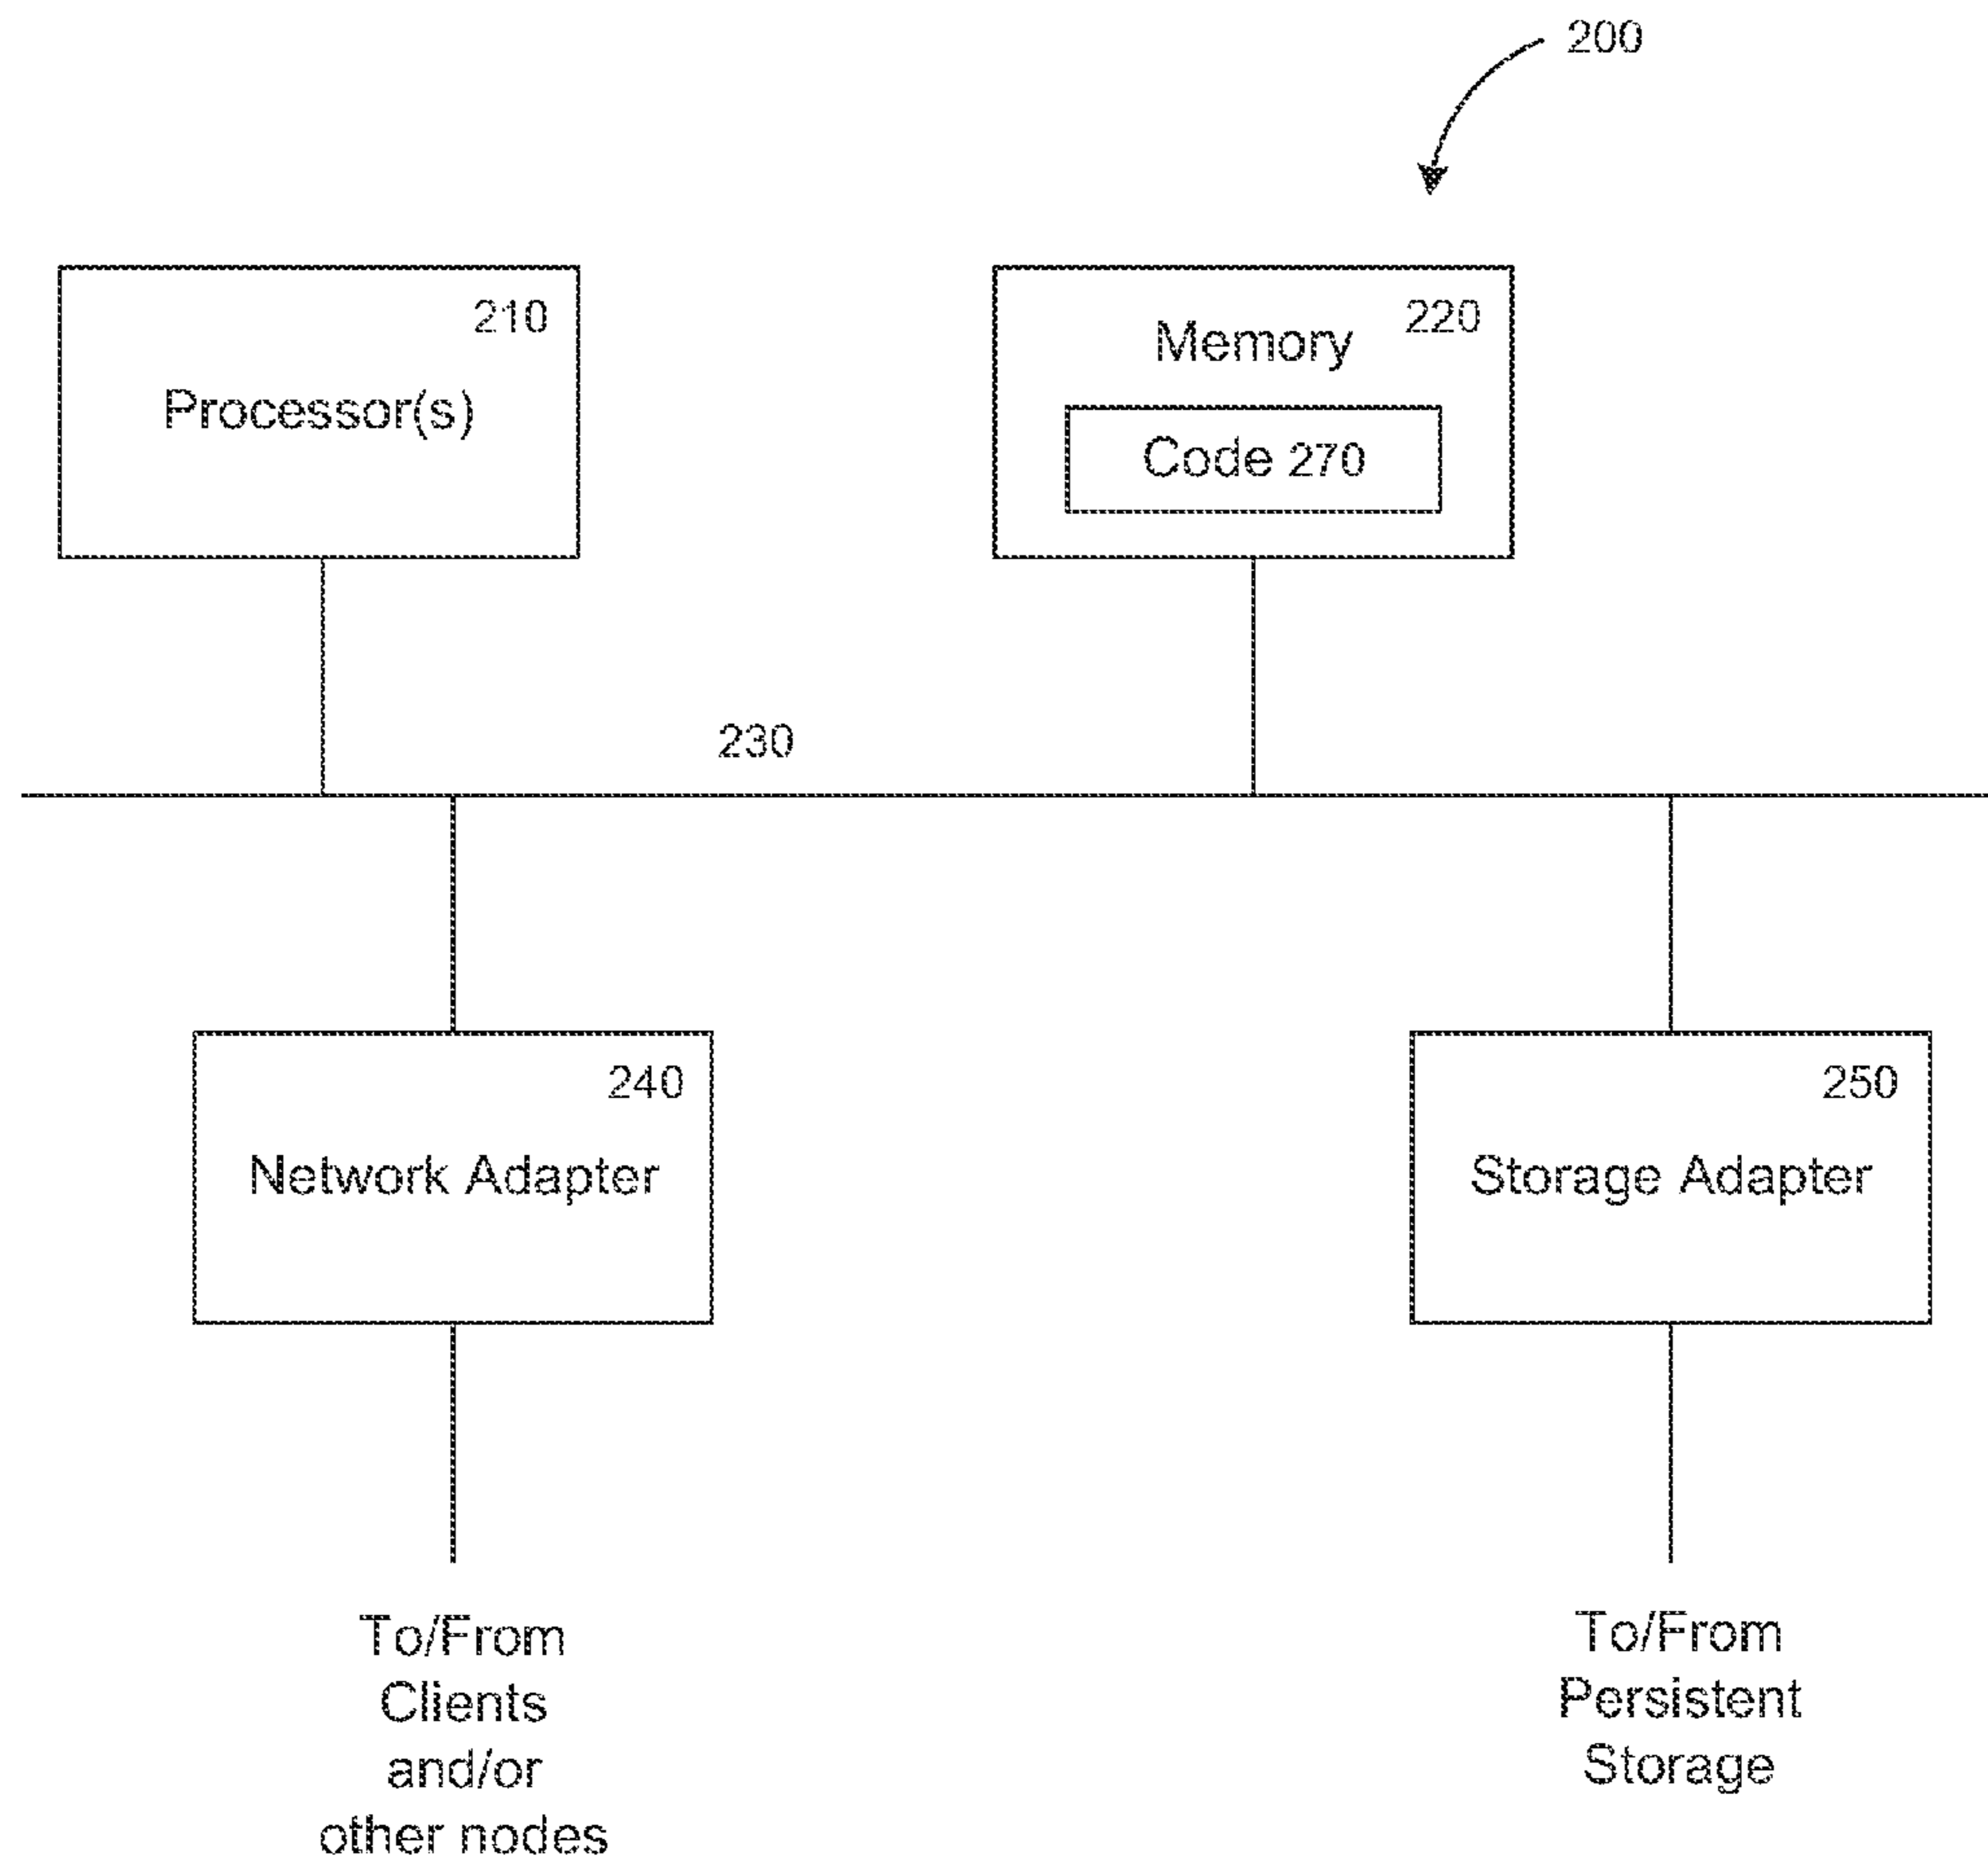 200
210
Processor(s)
220
Memory
Code 270
230
240
Network Adapter
250
Storage Adapter
To/From
Clients
and/or
other nodes
To/From
Persistent
Storage